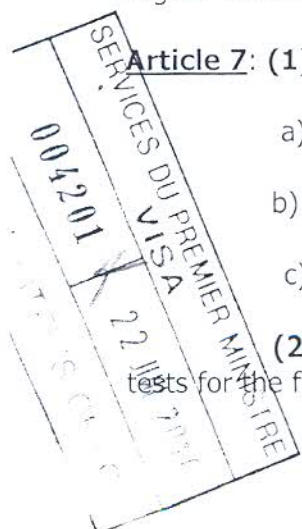 Article 7: (1)
a)
b)
c)
(2
tests for the f
SERVICES DU PREMIER MINISTRE
VISA
004201
22